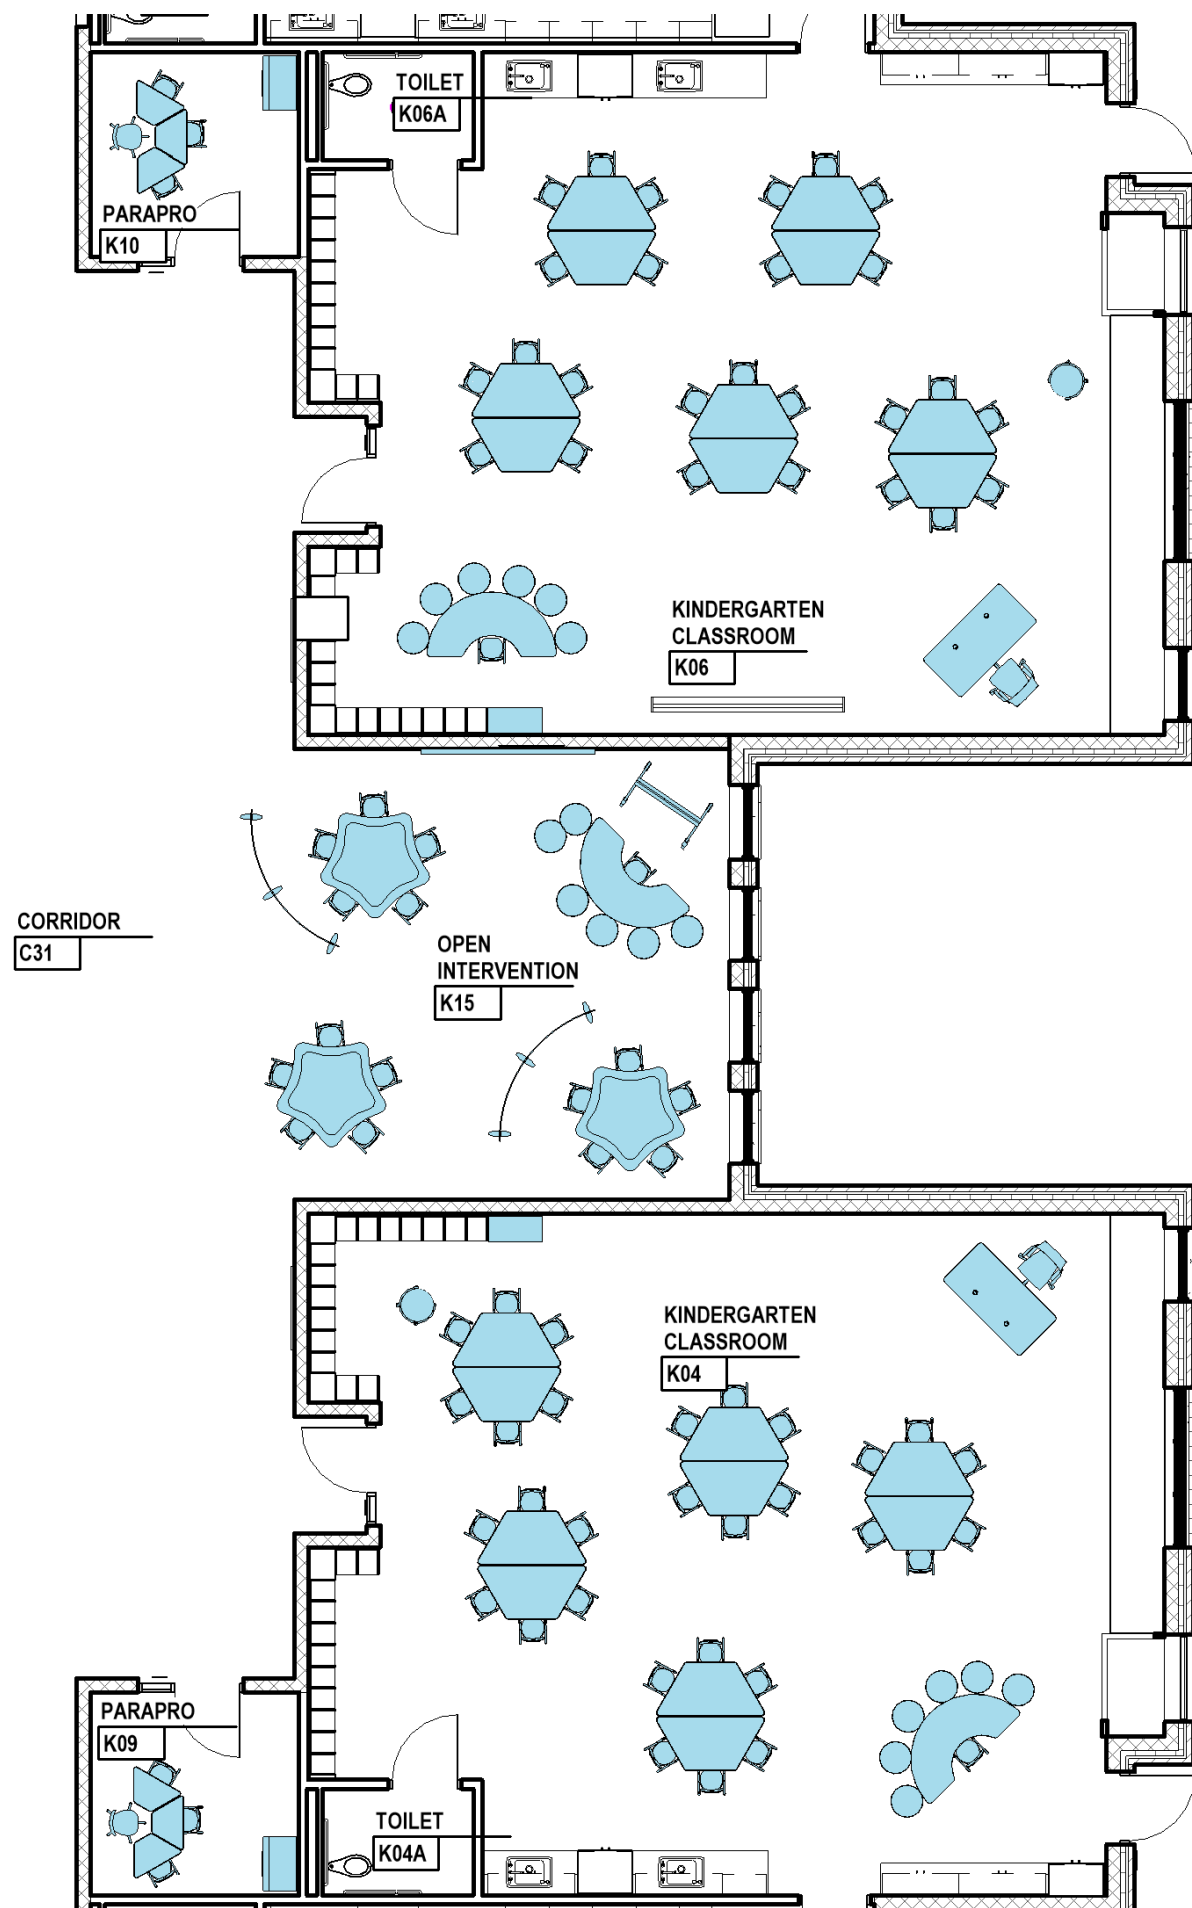 TOILET
K06A
PARAPRO
K10
KINDERGARTEN
CLASSROOM
K06
CORRIDOR
C31
OPEN
INTERVENTION
K15
KINDERGARTEN
CLASSROOM
K04
PARAPRO
K09
TOILET
K04A